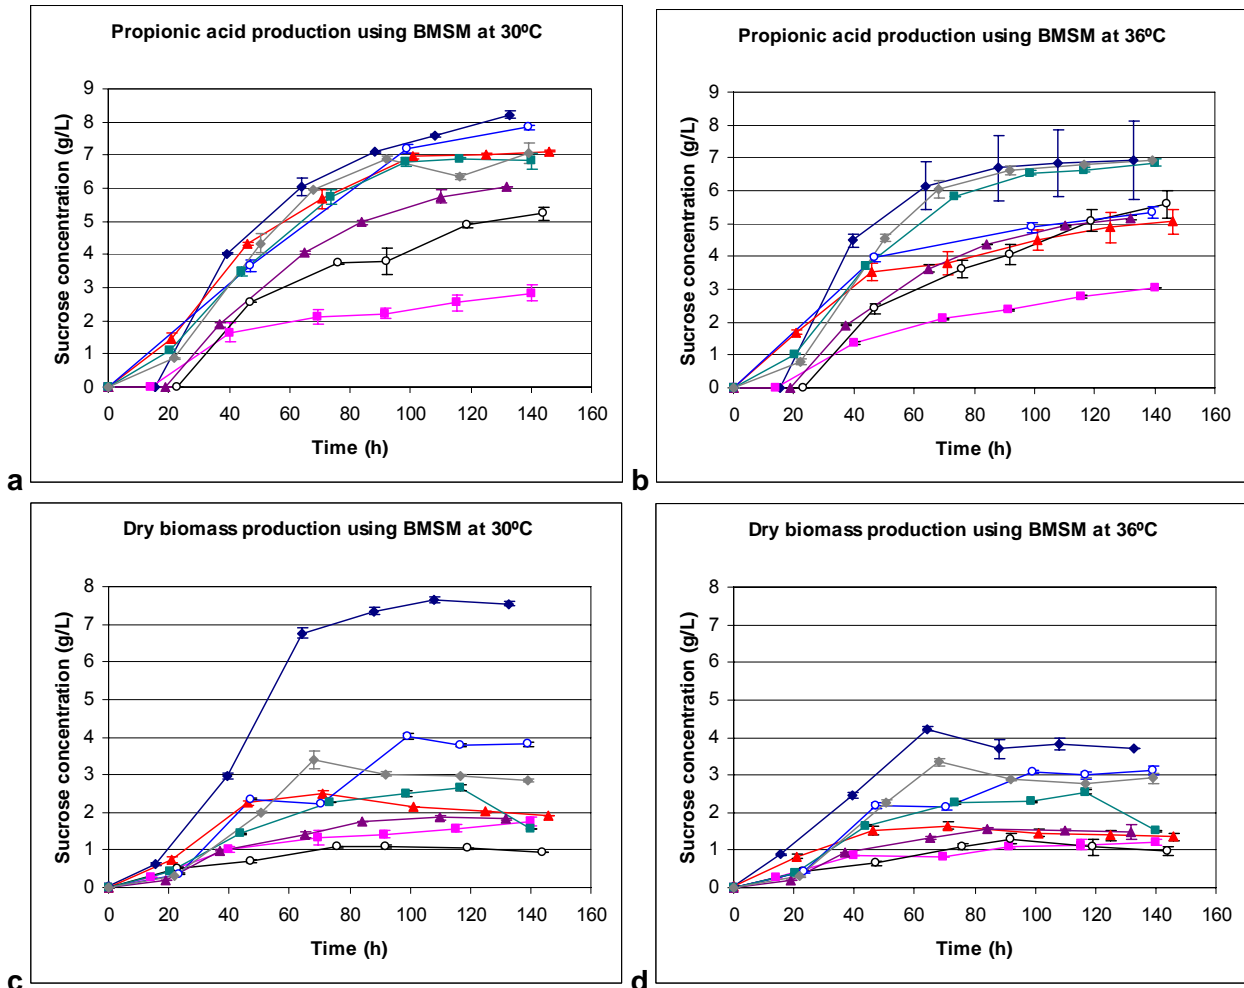 Propionic acid production using BMSM at 30ºC
Sucrose concentration (g/L)
9
8
7
6
5
4
3
2
1
0
0 20 40 60 80 100 120 140 160
Time (h)
a
Propionic acid production using BMSM at 36ºC
Sucrose concentration (g/L)
9
8
7
6
5
4
3
2
1
0
0 20 40 60 80 100 120 140 160
Time (h)
b
Dry biomass production using BMSM at 30ºC
Sucrose concentration (g/L)
8
7
6
5
4
3
2
1
0
0 20 40 60 80 100 120 140 160
Time (h)
c
Dry biomass production using BMSM at 36ºC
Sucrose concentration (g/L)
8
7
6
5
4
3
2
1
0
0 20 40 60 80 100 120 140 160
Time (h)
d